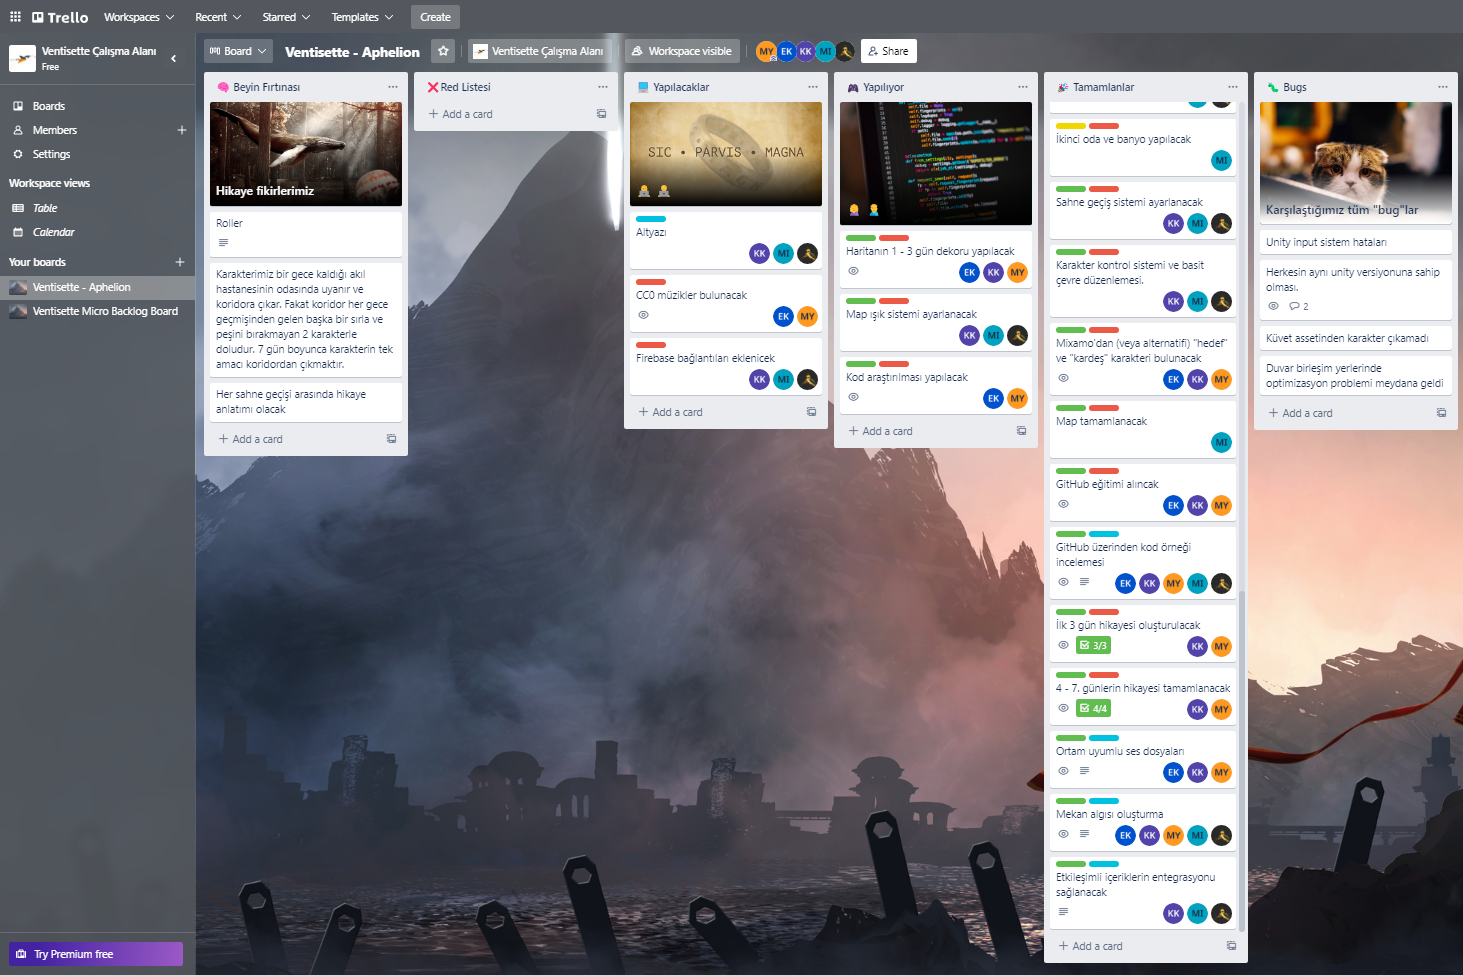 Trello
Workspaces
Recent
Starred
Templates
Create
Ventisette Çalışma Alanı
Free
Boards
Members
Settings
Workspace views
Table
Calendar
Your boards
Ventisette - Aphelion
Ventisette Micro Backlog Board
Try Premium free
Board
Ventisette - Aphelion
Ventisette Çalışma Alanı
Workspace visible
MY
EK
KK
MI
Share
Beyin Fırtınası
Hikaye fikirlerimiz
Roller
Karakterimiz bir gece kaldığı akıl
hastanesinin odasında uyanır ve
koridora çıkar. Fakat koridor her gece
geçmişinden gelen başka bir sırla ve
peşini bırakmayan 2 karakterle
doludur. 7 gün boyunca karakterin tek
amacı koridordan çıkmaktır.
Her sahne geçişi arasında hikaye
anlatımı olacak
Add a card
Red Listesi
Add a card
Yapılacaklar
SIC • PARVIS • MAGNA
Altyazı
KK MI
CC0 müzikler bulunacak
EK MY
Firebase bağlantıları eklenicek
KK MI
Add a card
Yapılıyor
Haritanın 1 - 3 gün dekoru yapılacak
EK KK MY
Map ışık sistemi ayarlanacak
KK MI
Kod araştırılması yapılacak
EK MY
Add a card
Tamamlanlar
İkinci oda ve banyo yapılacak
MI
Sahne geçiş sistemi ayarlanacak
KK MI
Karakter kontrol sistemi ve basit
çevre düzenlemesi.
KK MI
Mixamo'dan (veya alternatifi) "hedef"
ve "kardeş" karakteri bulunacak
EK KK MY
Map tamamlanacak
MI
GitHub eğitimi alıncak
EK KK MY
GitHub üzerinden kod örneği
incelemesi
EK KK MY MI
İlk 3 gün hikayesi oluşturulacak
3/3
KK MY
4 - 7. günlerin hikayesi tamamlanacak
4/4
KK MY
Ortam uyumlu ses dosyaları
EK KK MY
Mekan algısı oluşturma
EK KK MY MI
Etkileşimli içeriklerin entegrasyonu
sağlanacak
KK MI
Add a card
Bugs
Karşılaştığımız tüm "bug"lar
Unity input sistem hataları
Herkesin aynı unity versiyonuna sahip
olması.
2
Küvet assetinden karakter çıkamadı
Duvar birleşim yerlerinde
optimizasyon problemi meydana geldi
Add a card